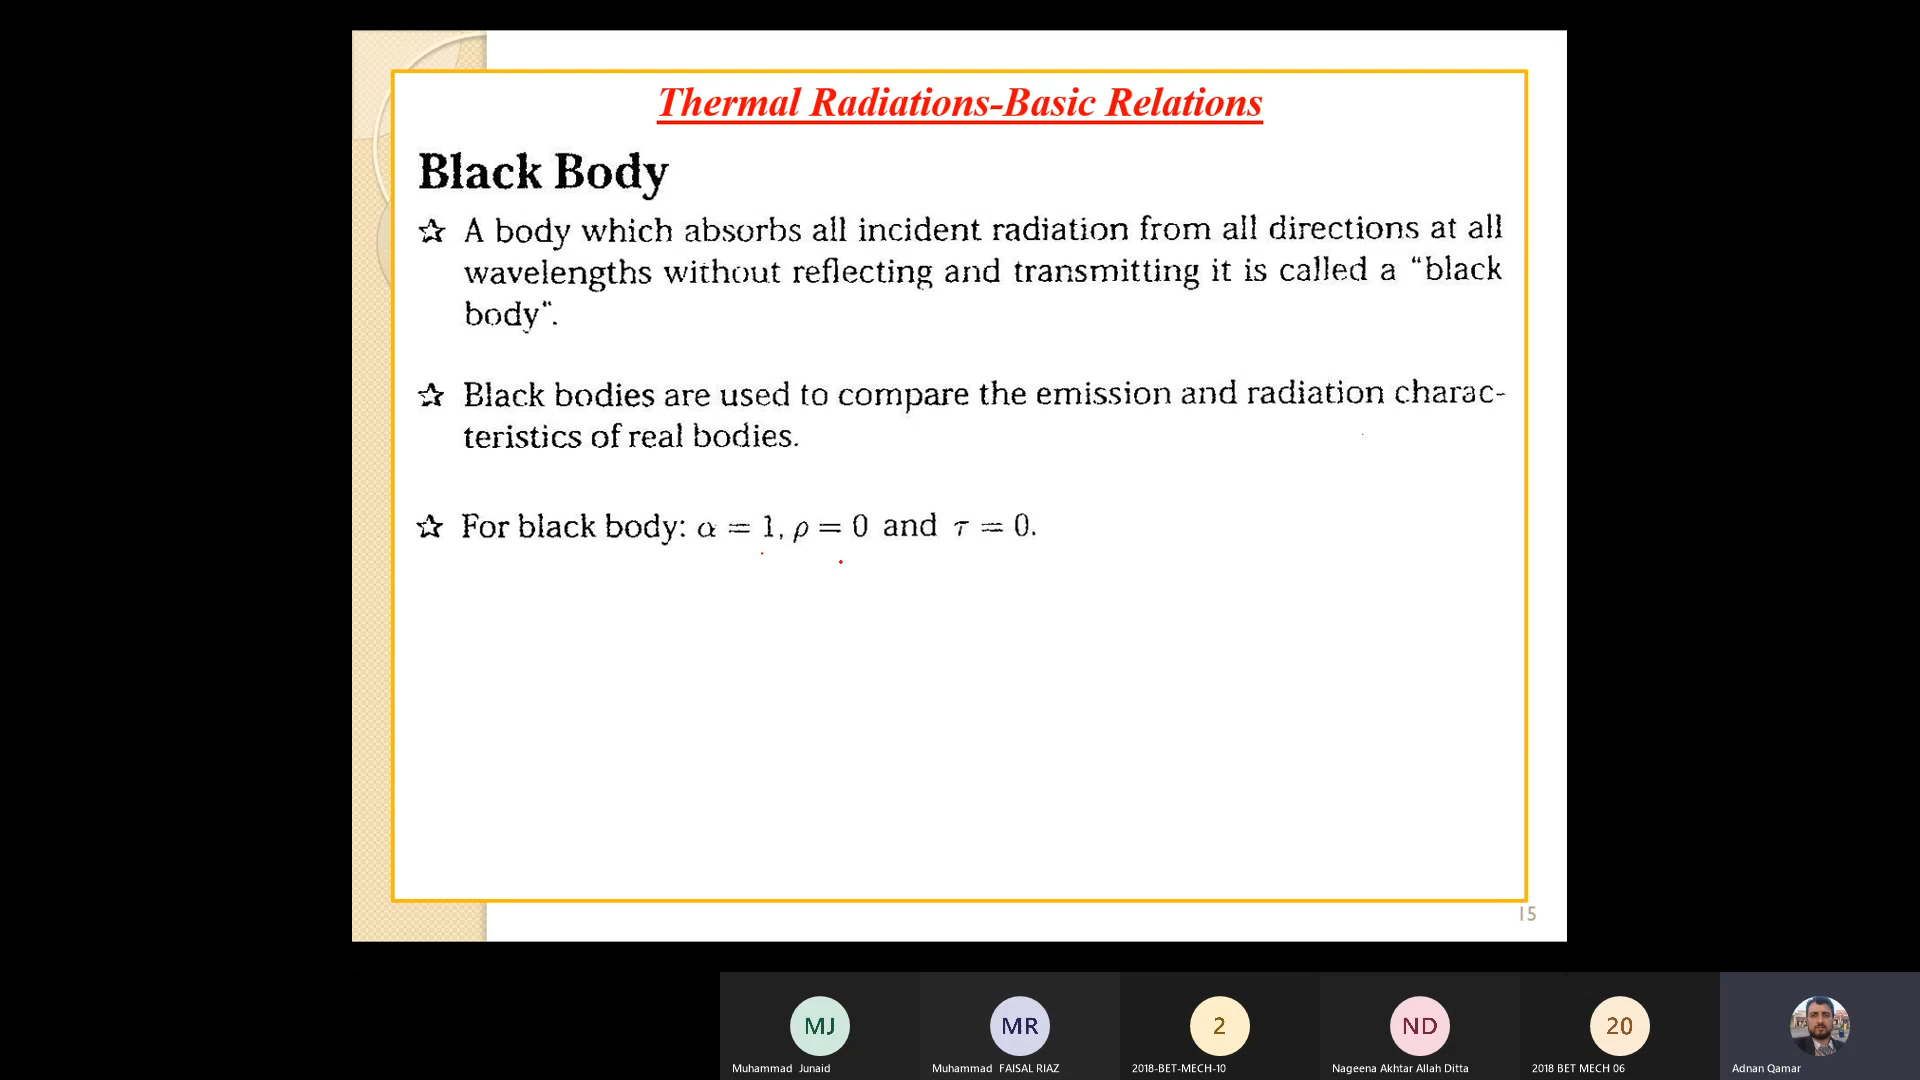 Thermal Radiations-Basic Relations
Black Body
☆ A body which absorbs all incident radiation from all directions at all
wavelengths without reflecting and transmitting it is called a “black
body“.
☆ Black bodies are used to compare the emission and radiation charac-
teristics of real bodies.
☆ For black body: α = 1, ρ = 0 and τ = 0.
15
MJ MR 2 ND 20
Muhammad Junaid Muhammad FAISAL RIAZ 2018-BET-MECH-10 Nageena Akhtar Allah Ditta 2018 BET MECH 06 Adnan Qamar